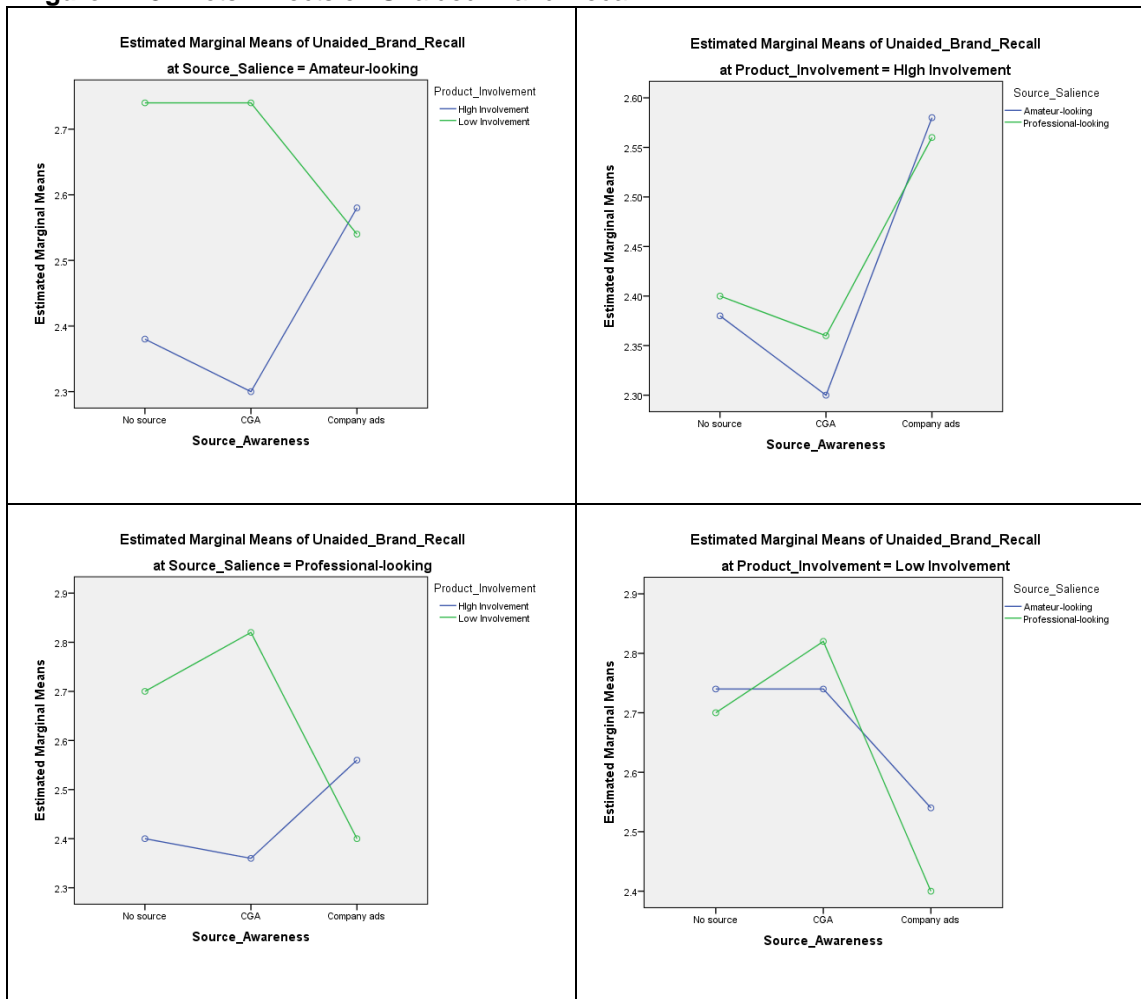 Estimated Marginal Means of Unaided_Brand_Recall
at Source_Salience = Amateur-looking
Product_Involvement
HIgh Involvement
Low Involvement
Estimated Marginal Means
2.7
2.6
2.5
2.4
2.3
No source
CGA
Company ads
Source_Awareness
Estimated Marginal Means of Unaided_Brand_Recall
at Product_Involvement = HIgh Involvement
Source_Salience
Amateur-looking
Professional-looking
Estimated Marginal Means
2.60
2.55
2.50
2.45
2.40
2.35
2.30
No source
CGA
Company ads
Source_Awareness
Estimated Marginal Means of Unaided_Brand_Recall
at Source_Salience = Professional-looking
Product_Involvement
HIgh Involvement
Low Involvement
Estimated Marginal Means
2.9
2.8
2.7
2.6
2.5
2.4
2.3
No source
CGA
Company ads
Source_Awareness
Estimated Marginal Means of Unaided_Brand_Recall
at Product_Involvement = Low Involvement
Source_Salience
Amateur-looking
Professional-looking
Estimated Marginal Means
2.9
2.8
2.7
2.6
2.5
2.4
No source
CGA
Company ads
Source_Awareness